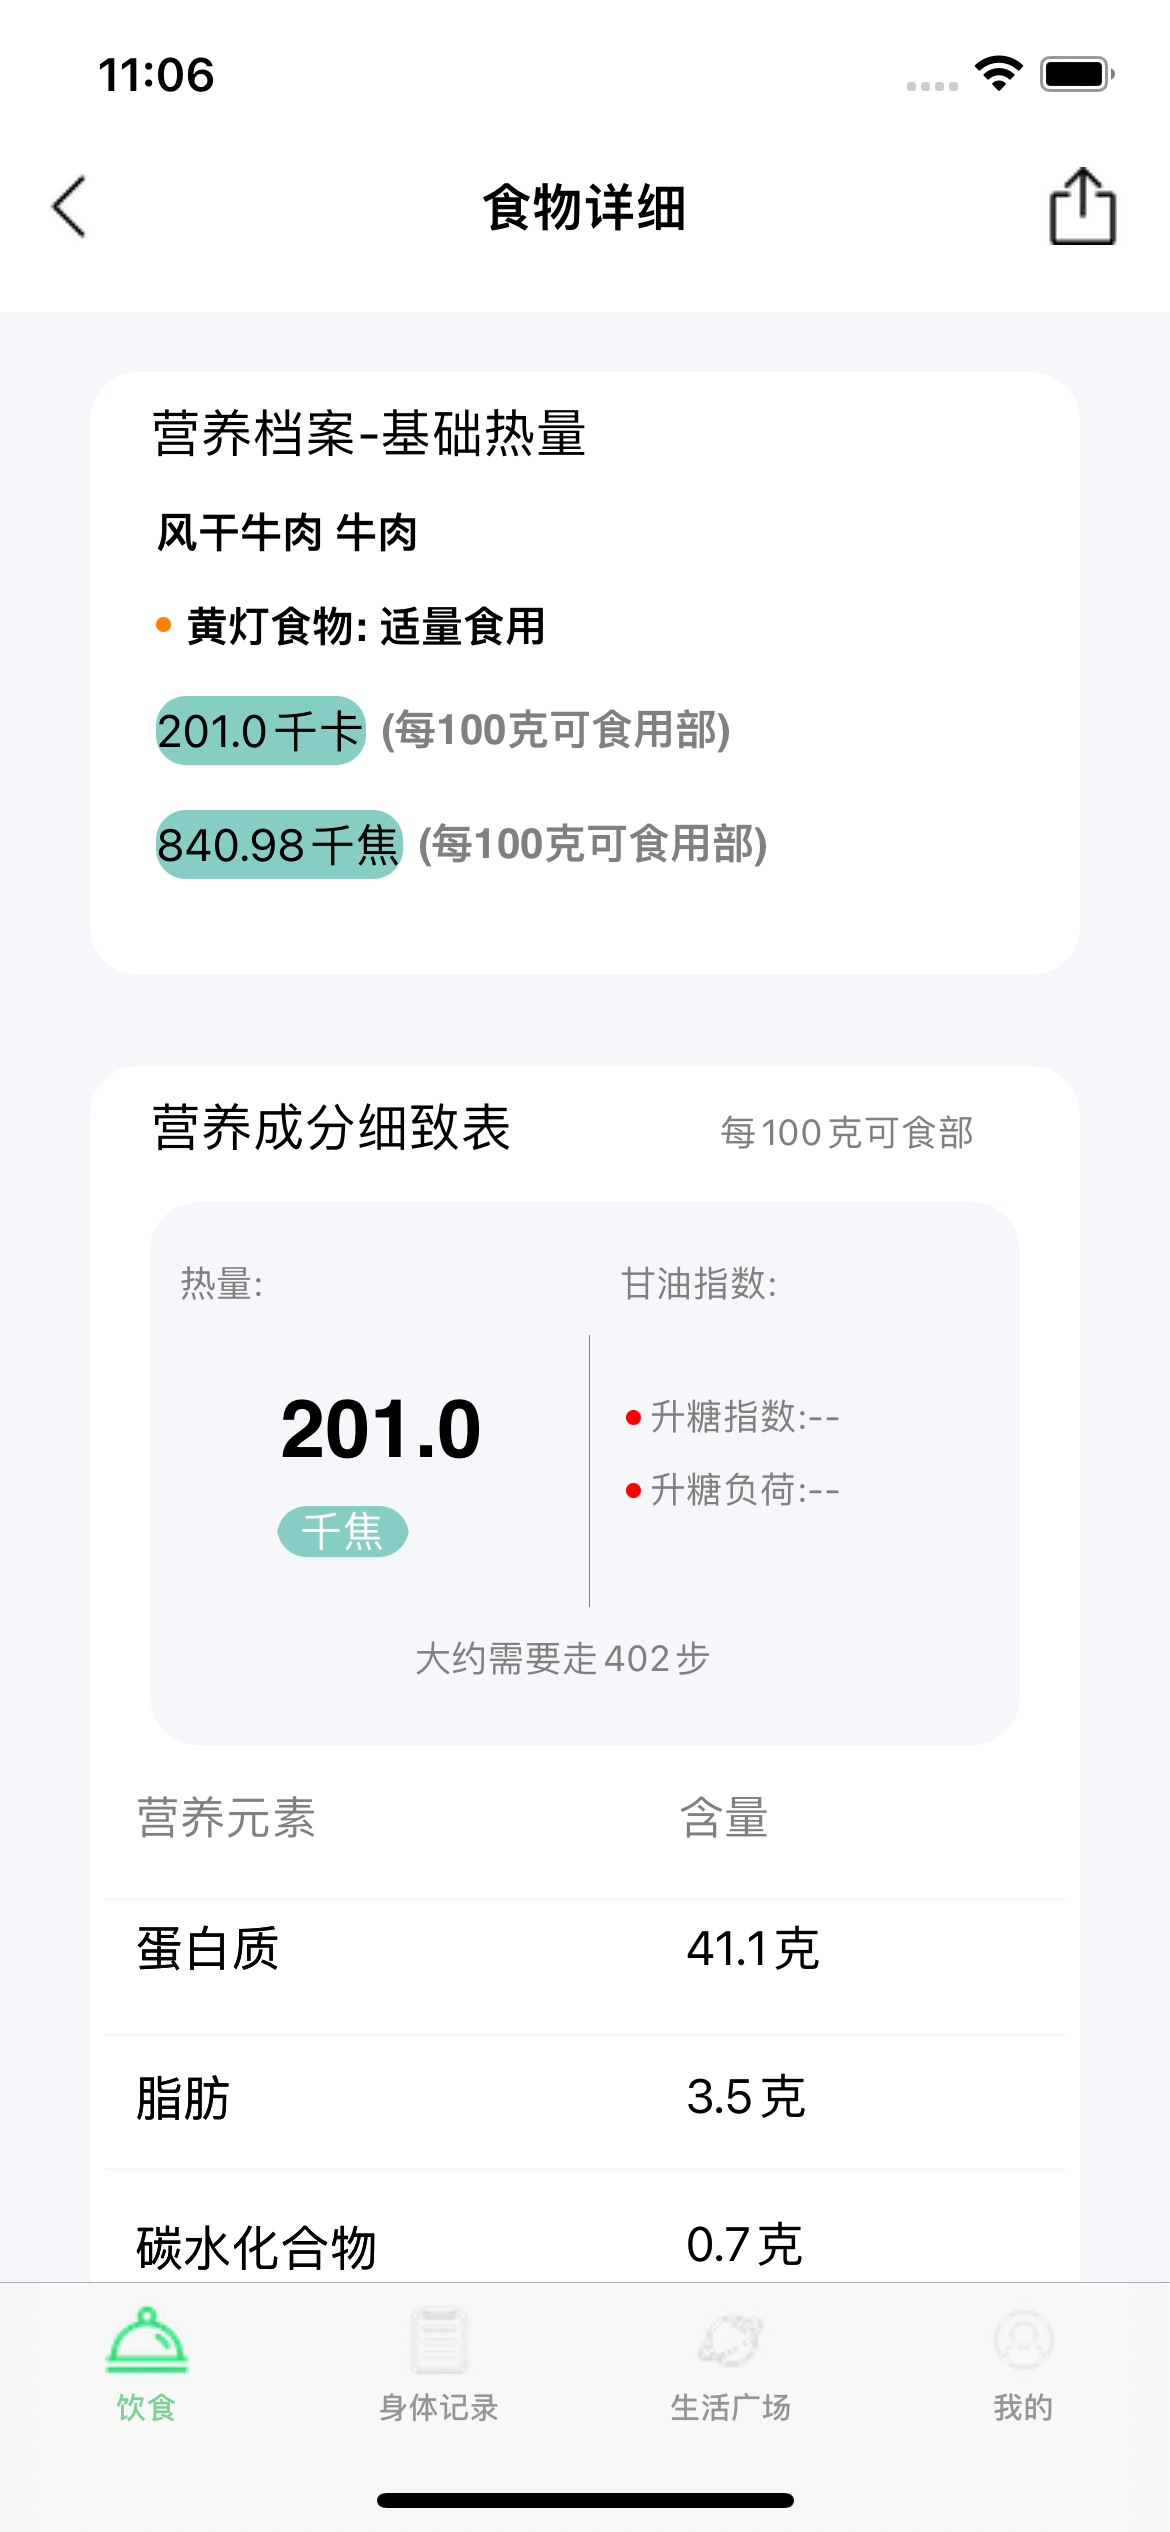 11:06
食物详细
营养档案-基础热量
风干牛肉 牛肉
黄灯食物: 适量食用
201.0千卡 (每100克可食用部)
840.98千焦 (每100克可食用部)
营养成分细致表 每100克可食部
热量: 甘油指数:
201.0
升糖指数:--
升糖负荷:--
千焦
大约需要走402步
营养元素 含量
蛋白质 41.1克
脂肪 3.5克
碳水化合物 0.7克
饮食 身体记录 生活广场 我的